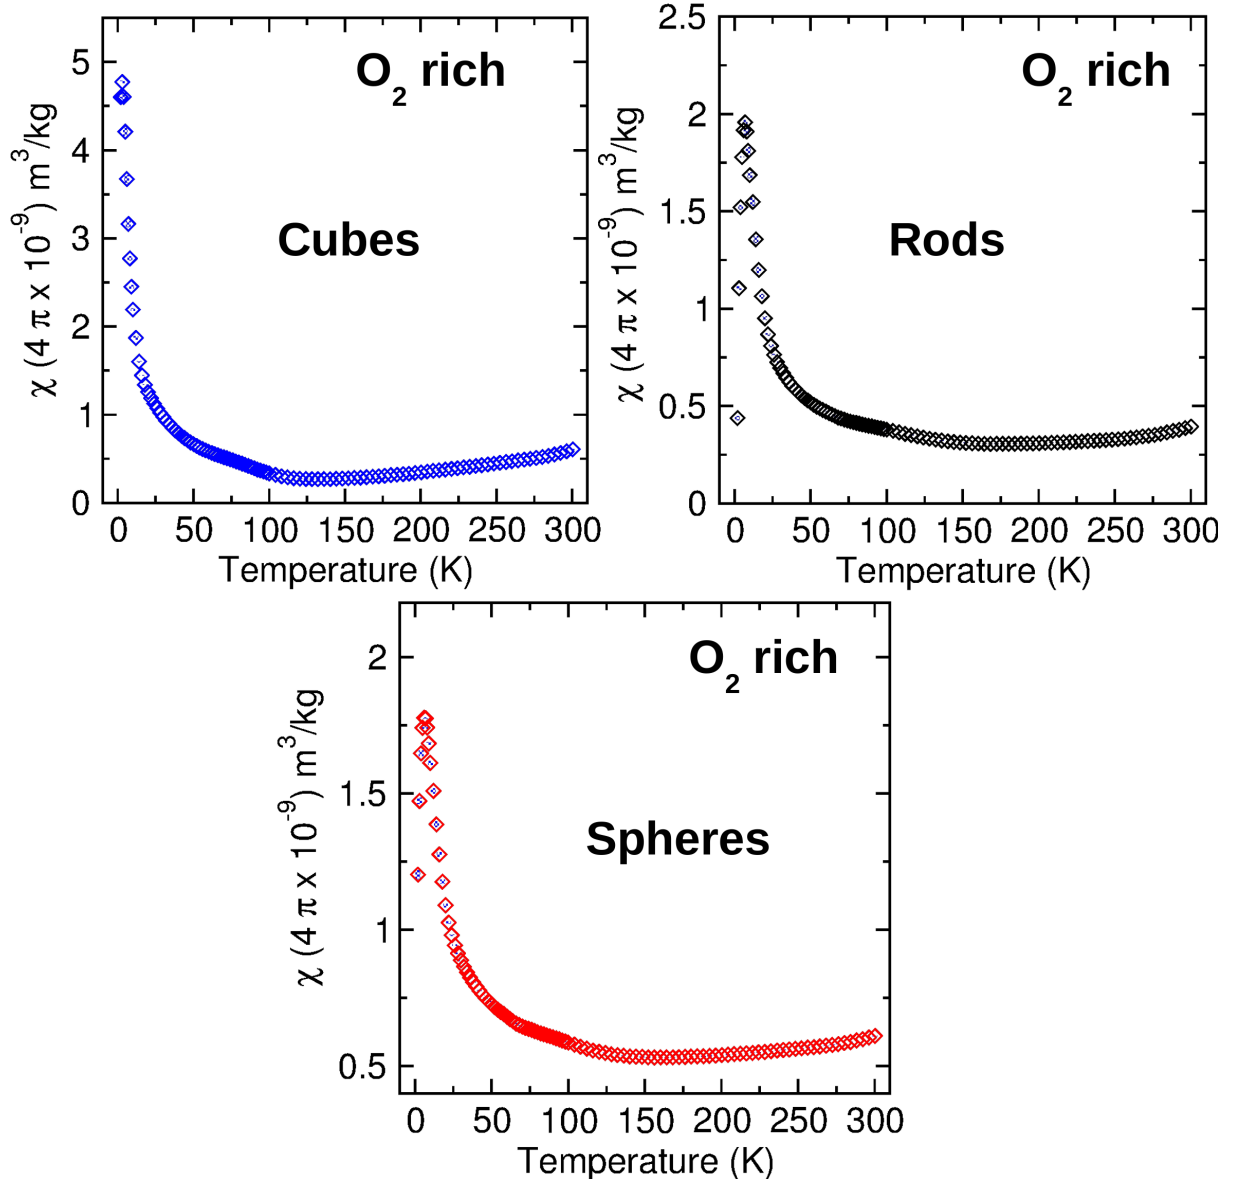 O₂ rich
Cubes
χ (4 π x 10⁻⁹) m³/kg
5
4
3
2
1
0
0 50 100 150 200 250 300
Temperature (K)
O₂ rich
Rods
χ (4 π x 10⁻⁹) m³/kg
2.5
2
1.5
1
0.5
0
0 50 100 150 200 250 300
Temperature (K)
O₂ rich
Spheres
χ (4 π x 10⁻⁹) m³/kg
2
1.5
1
0.5
0 50 100 150 200 250 300
Temperature (K)